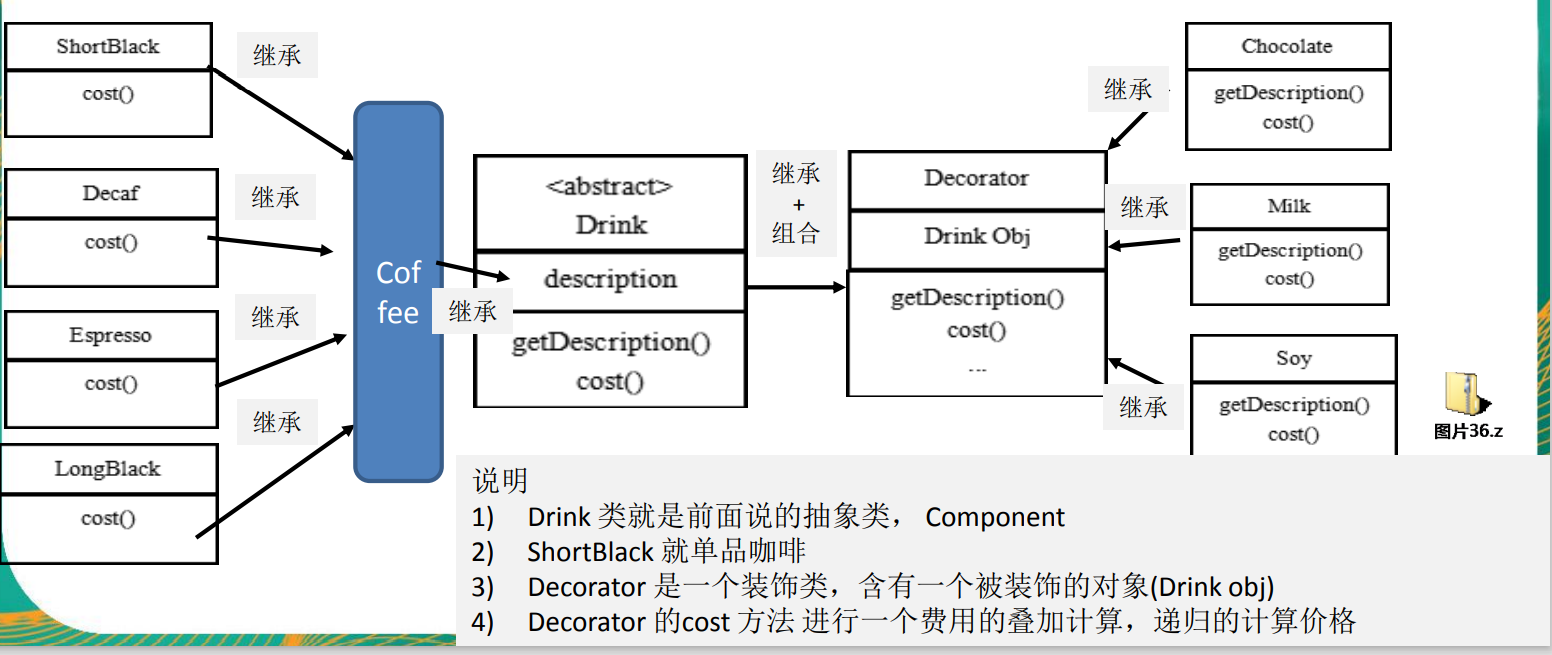 ShortBlack
cost()
继承
Decaf
cost()
继承
Espresso
cost()
继承
LongBlack
cost()
继承
Cof
fee
继承
<abstract>
Drink
description
getDescription()
cost()
继承
+
组合
Decorator
Drink Obj
getDescription()
cost()
...
继承
Chocolate
getDescription()
cost()
继承
Milk
getDescription()
cost()
继承
Soy
getDescription()
cost()
图片36.z
说明
1) Drink 类就是前面说的抽象类， Component
2) ShortBlack 就单品咖啡
3) Decorator 是一个装饰类，含有一个被装饰的对象(Drink obj)
4) Decorator 的cost 方法 进行一个费用的叠加计算，递归的计算价格